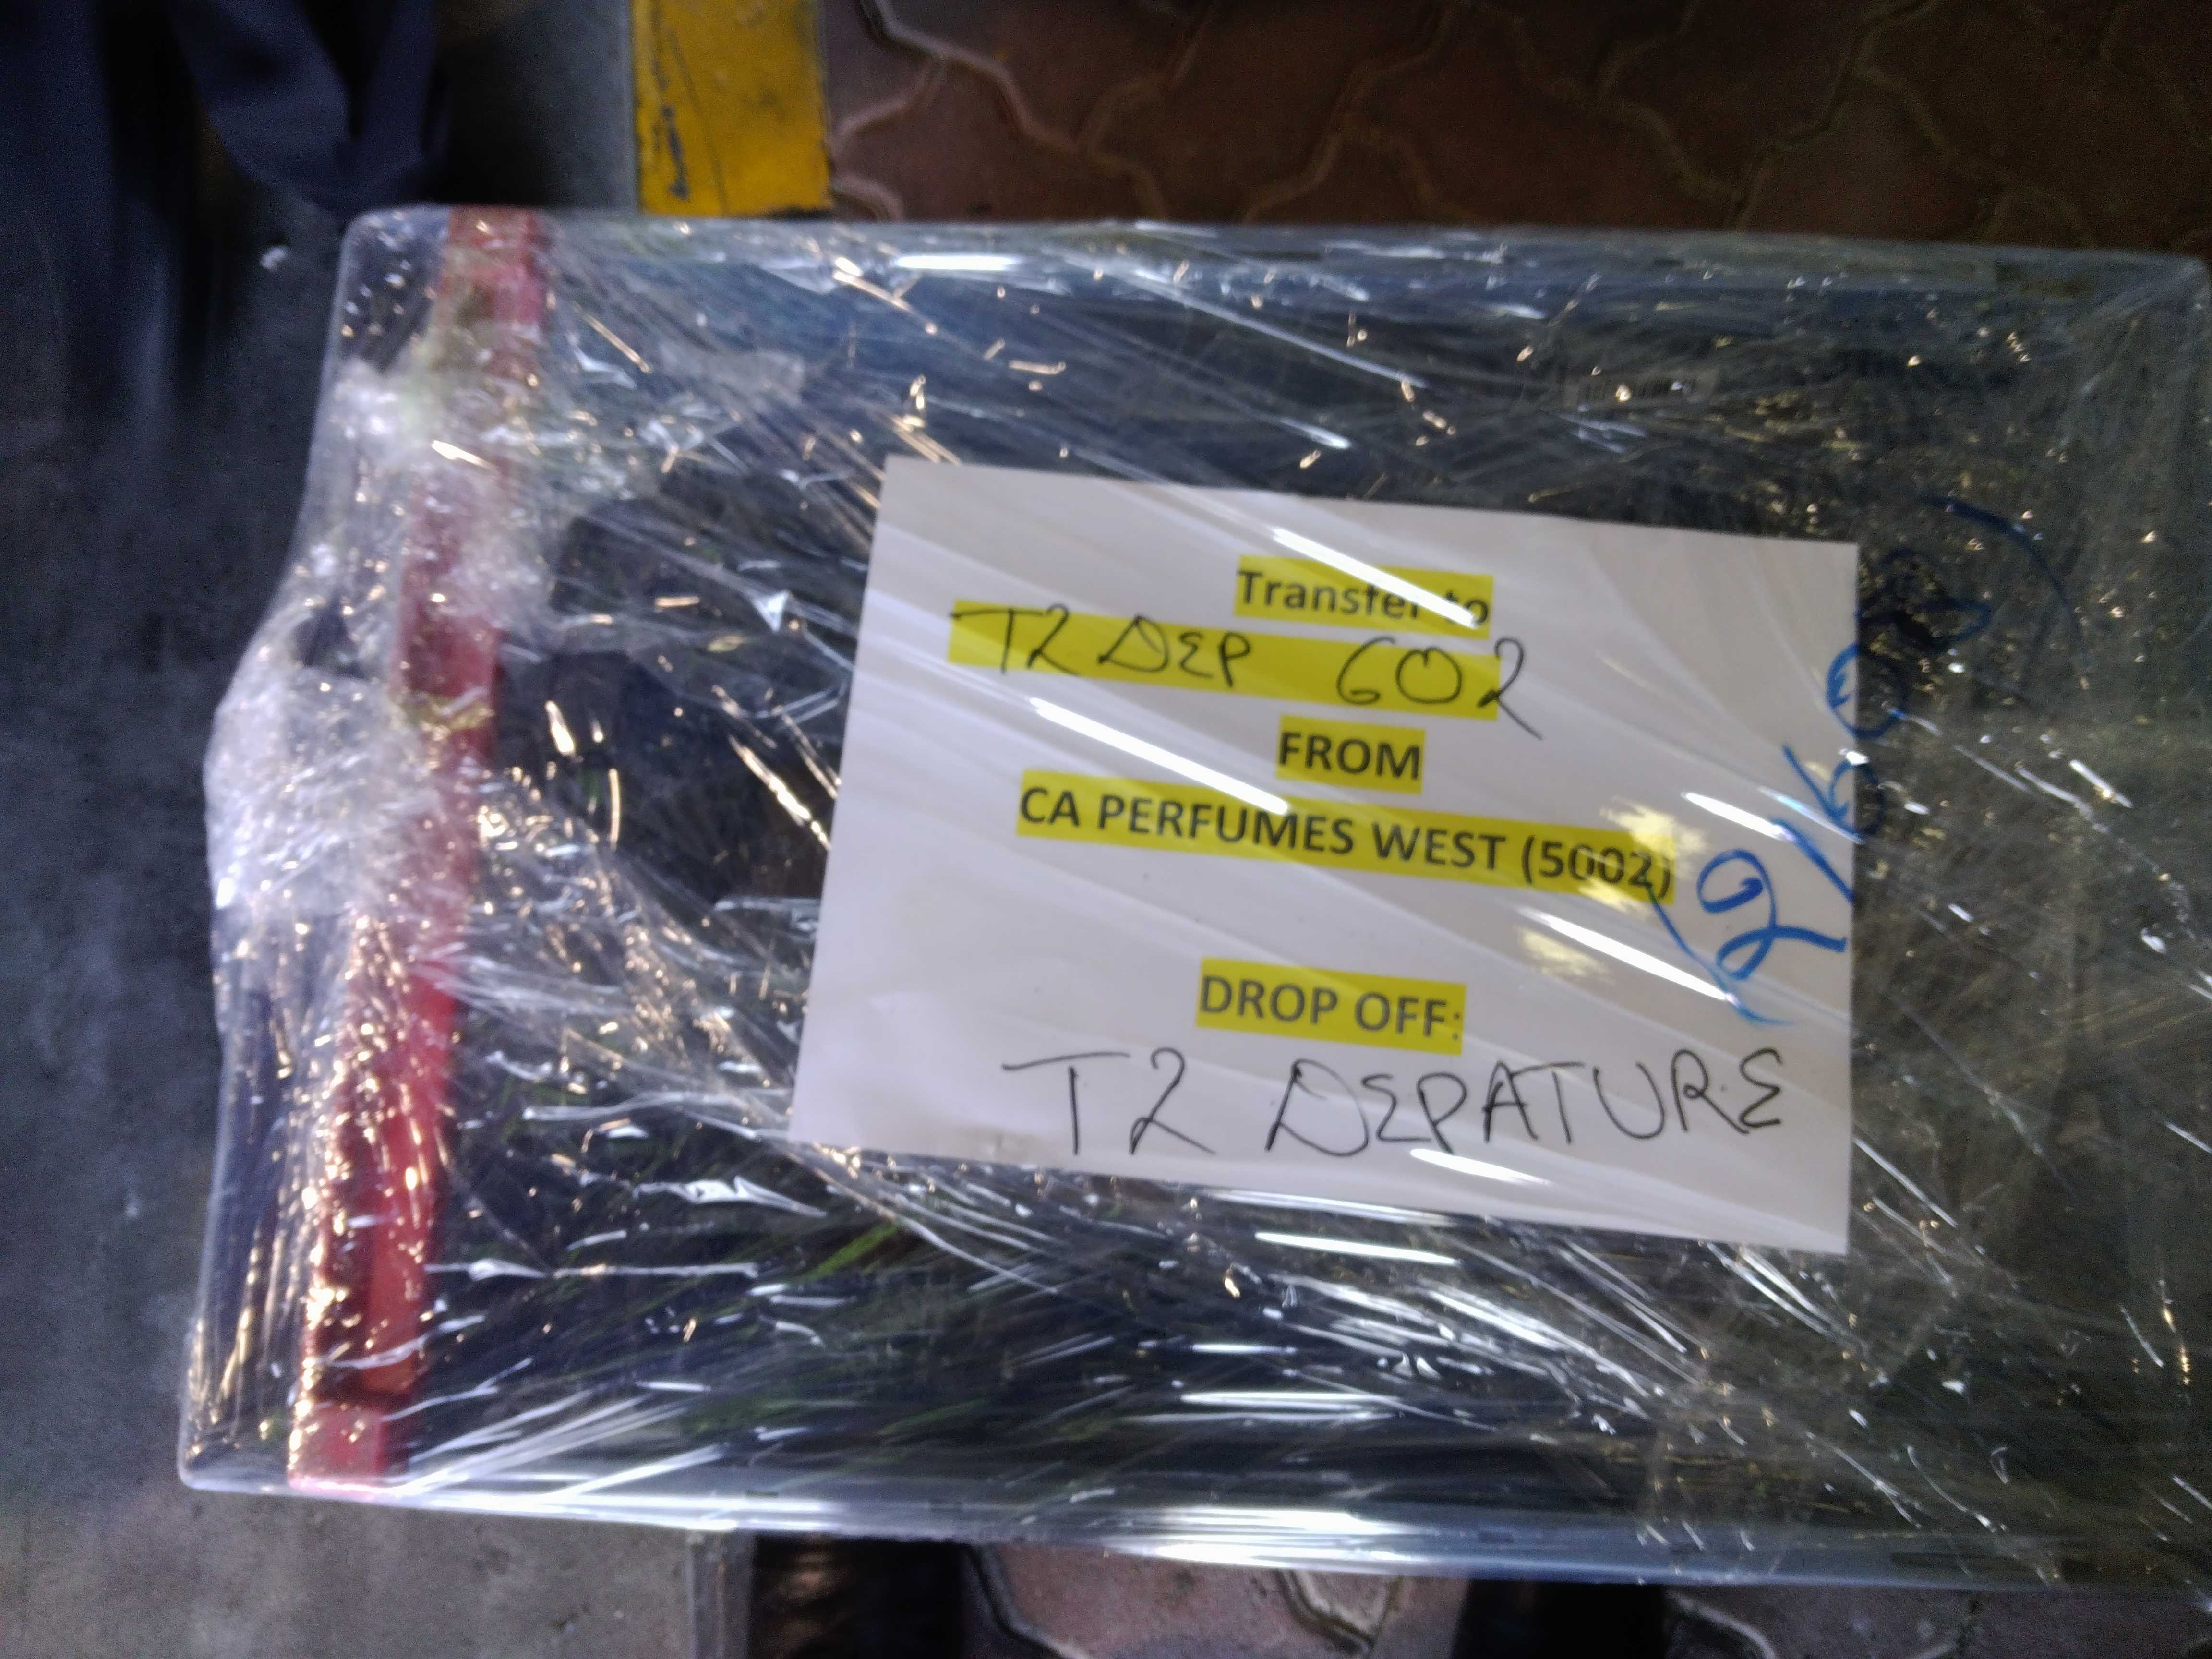 Transfer to
T2 DEP 602
FROM
CA PERFUMES WEST (5002)
DROP OFF:
T2 DEPATURE